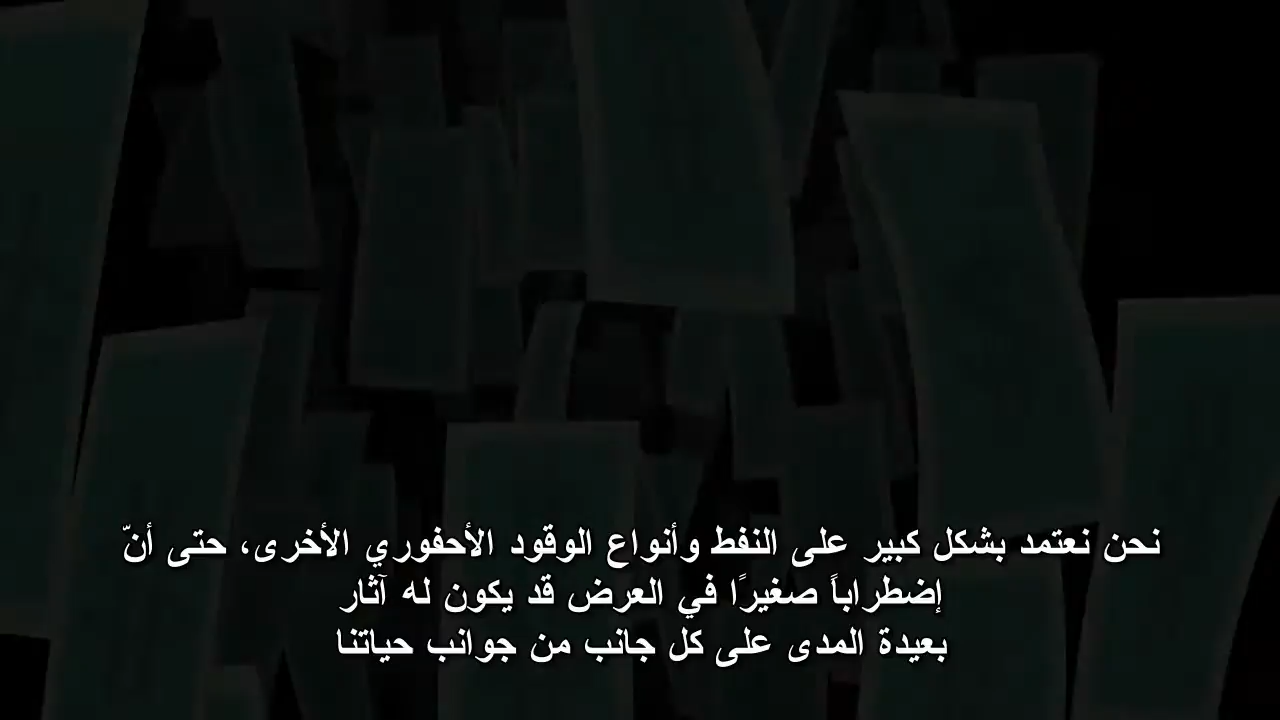 نحن نعتمد بشكل كبير على النفط وأنواع الوقود الأحفوري الأخرى، حتى أنّ
إضطراباً صغيرًا في العرض قد يكون له آثار
بعيدة المدى على كل جانب من جوانب حياتنا